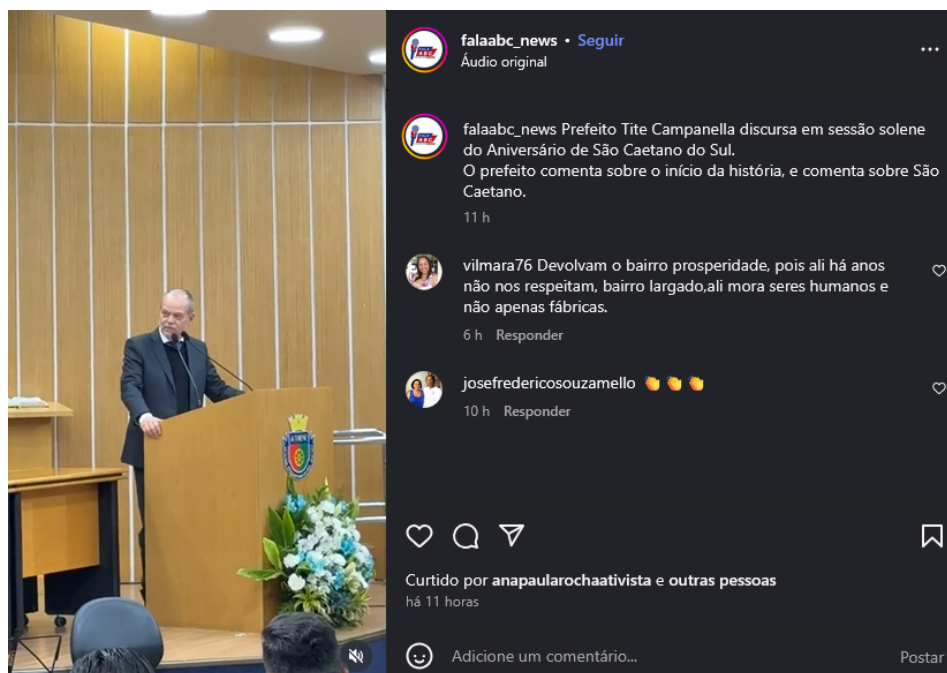 falaabc_news • Seguir
Áudio original
falaabc_news Prefeito Tite Campanella discursa em sessão solene
do Aniversário de São Caetano do Sul.
O prefeito comenta sobre o início da história, e comenta sobre São
Caetano.
11 h
vilmara76 Devolvam o bairro prosperidade, pois ali há anos
não nos respeitam, bairro largado,ali mora seres humanos e
não apenas fábricas.
6 h Responder
josefredericosouzamello 👏👏👏
10 h Responder
Curtido por anapaularochaativista e outras pessoas
há 11 horas
Adicione um comentário...
Postar